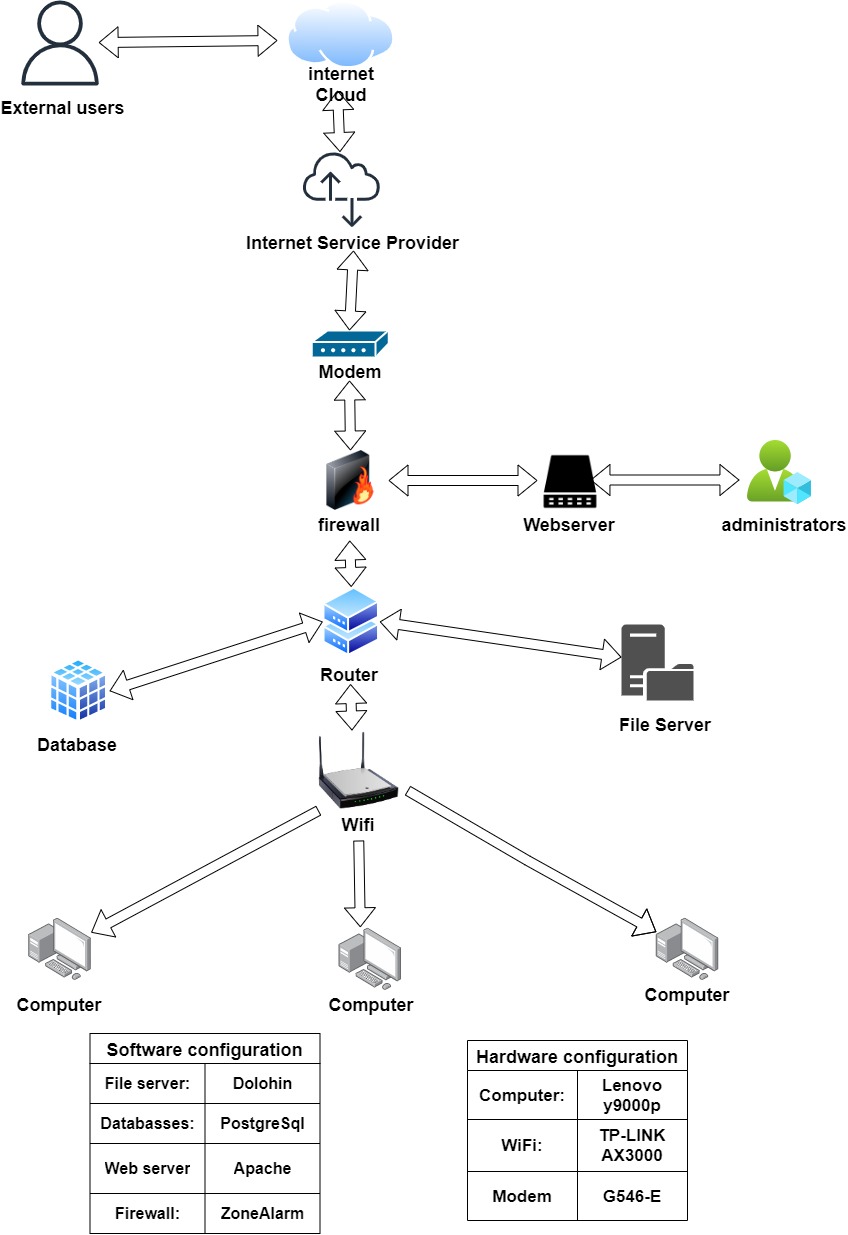 External users
internet
Cloud
Internet Service Provider
Modem
firewall
Webserver
administrators
Router
Database
File Server
Wifi
Computer
Computer
Computer
Software configuration
File server: Dolohin
Databasses: PostgreSql
Web server Apache
Firewall: ZoneAlarm
Hardware configuration
Computer: Lenovo
y9000p
WiFi: TP-LINK
AX3000
Modem G546-E